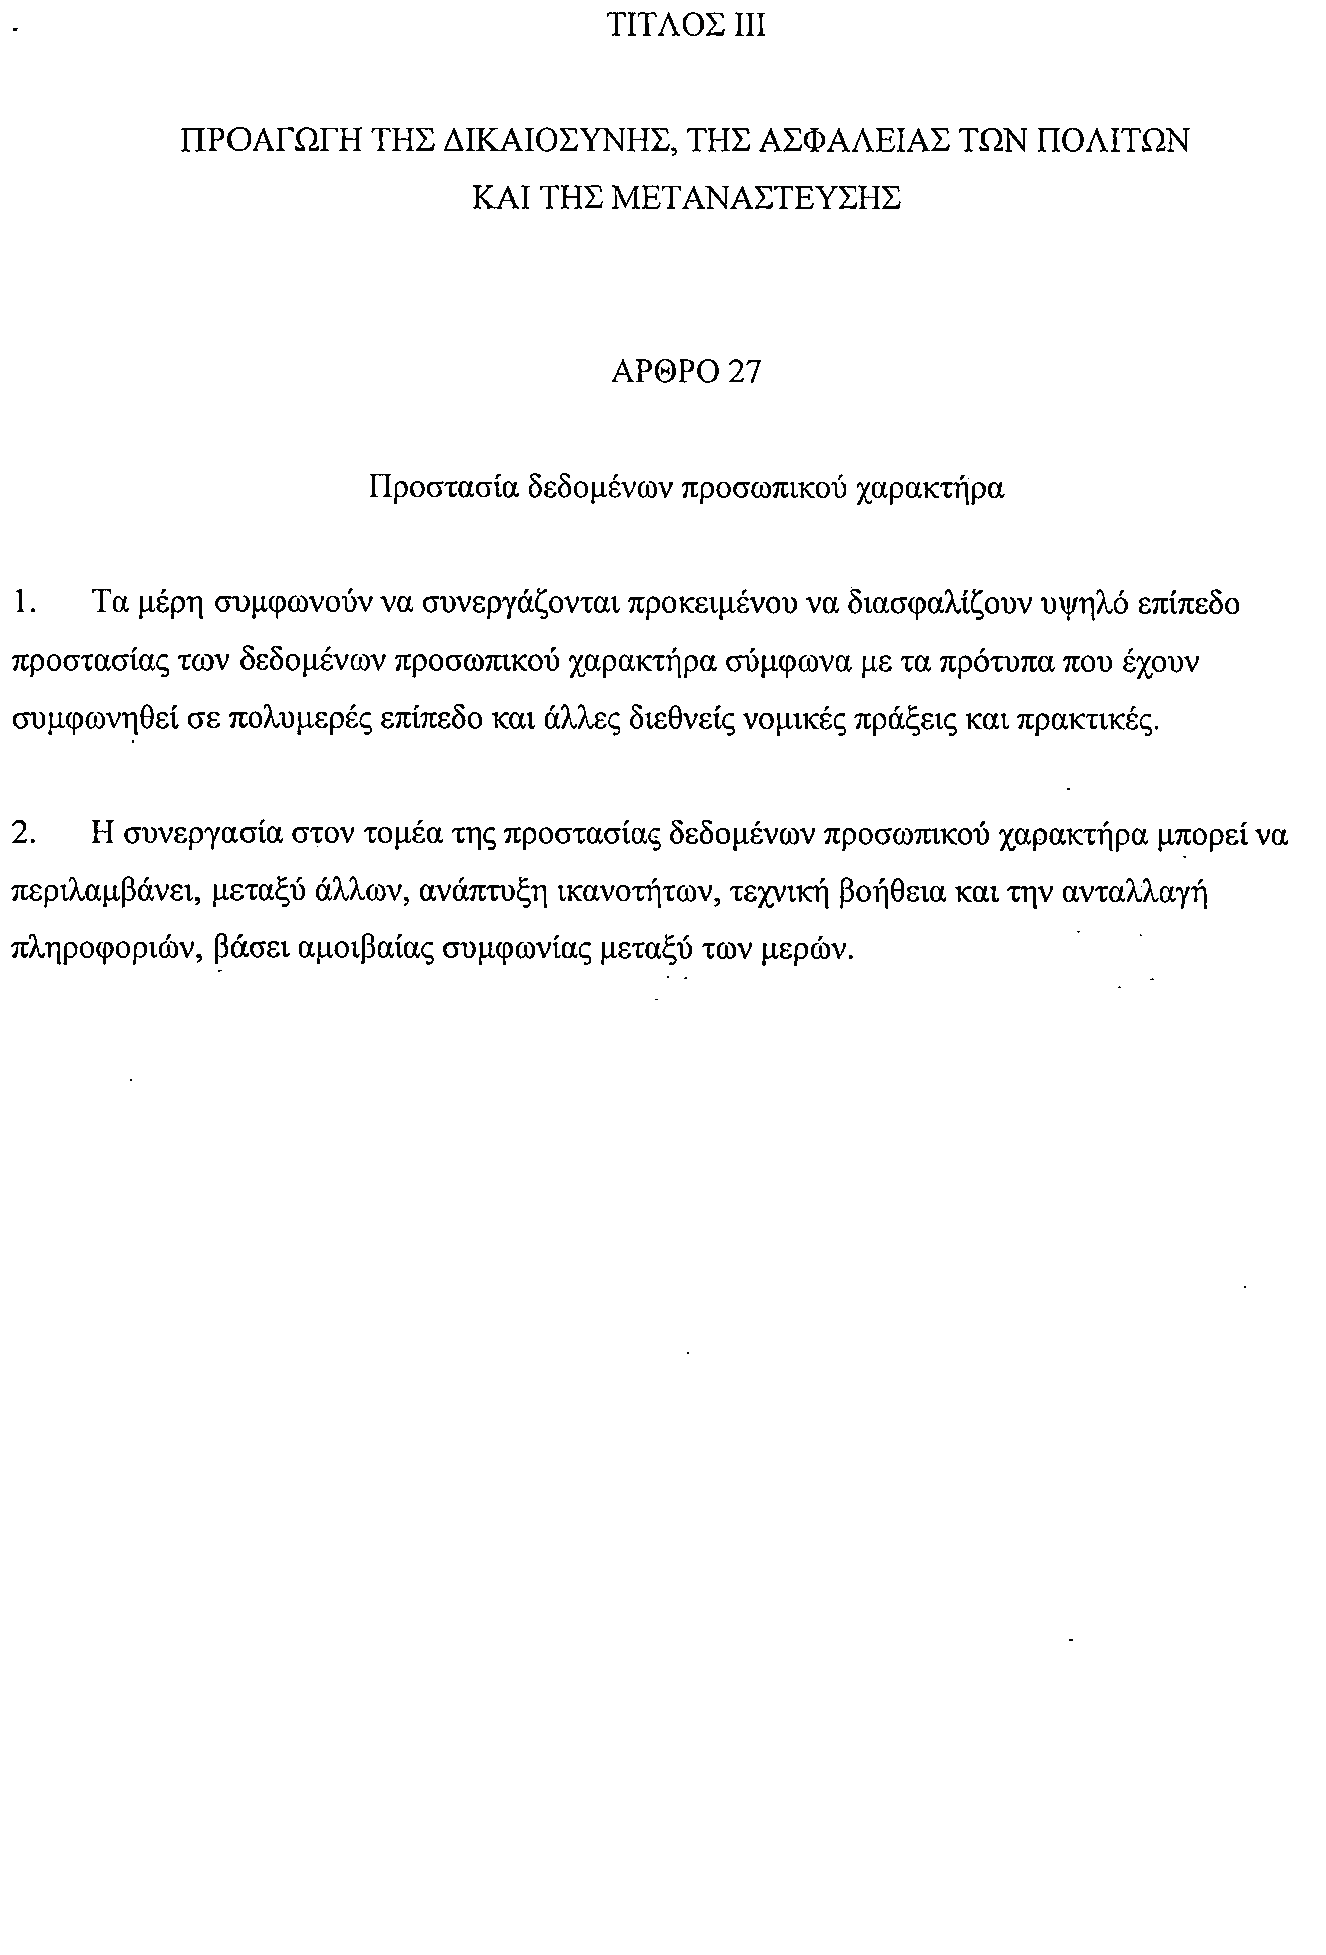 ΤΙΤΛΟΣ III
ΠΡΟΑΓΩΓΗ ΤΗΣ ΔΙΚΑΙΟΣΥΝΗΣ, ΤΗΣ ΑΣΦΑΛΕΙΑΣ ΤΩΝ ΠΟΛΙΤΩΝ
ΚΑΙ ΤΗΣ ΜΕΤΑΝΑΣΤΕΥΣΗΣ
ΑΡΘΡΟ 27
Προστασία δεδομένων προσωπικού χαρακτήρα
1. Τα μέρη συμφωνούν να συνεργάζονται προκειμένου να διασφαλίζουν υψηλό επίπεδο
προστασίας των δεδομένων προσωπικού χαρακτήρα σύμφωνα με τα πρότυπα που έχουν
συμφωνηθεί σε πολυμερές επίπεδο και άλλες διεθνείς νομικές πράξεις και πρακτικές.
2. Η συνεργασία στον τομέα της προστασίας δεδομένων προσωπικού χαρακτήρα μπορεί να
περιλαμβάνει, μεταξύ άλλων, ανάπτυξη ικανοτήτων, τεχνική βοήθεια και την ανταλλαγή
πληροφοριών, βάσει αμοιβαίας συμφωνίας μεταξύ των μερών.